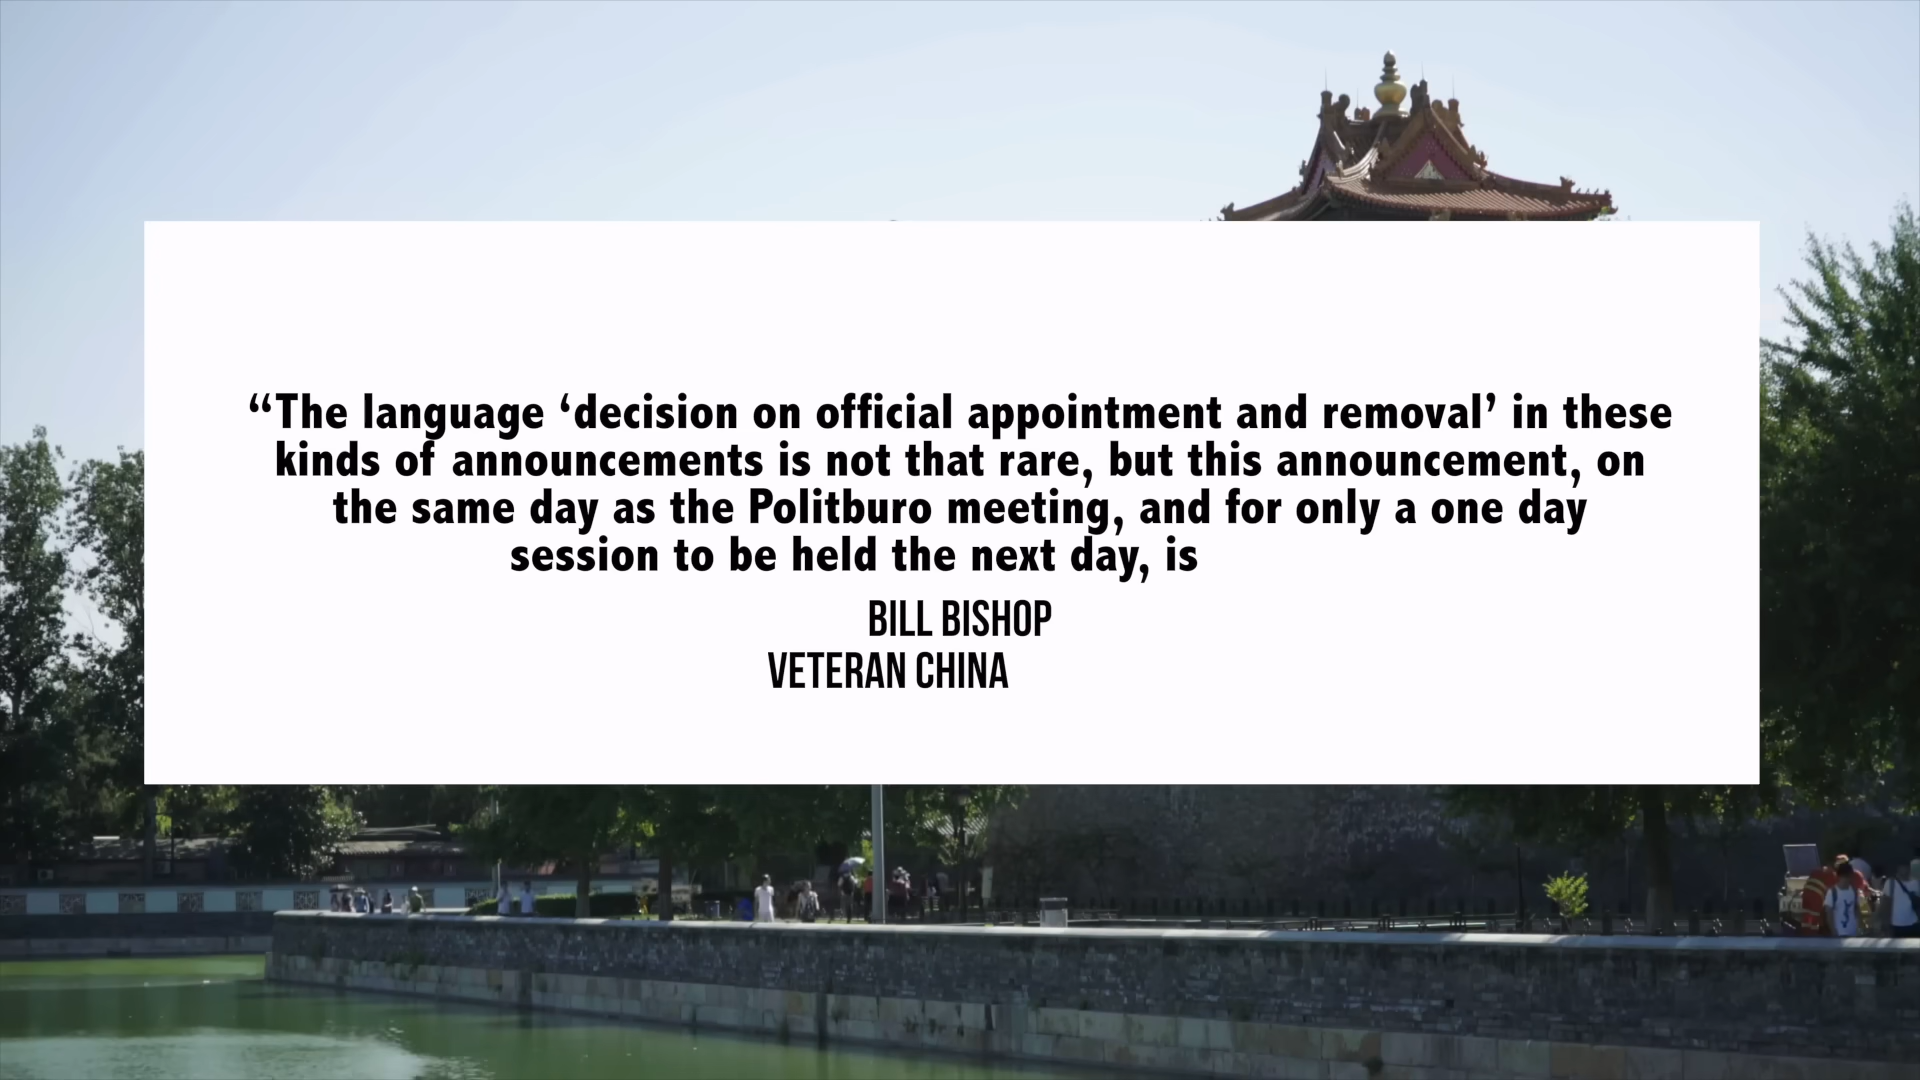 “The language ‘decision on official appointment and removal’ in these
kinds of announcements is not that rare, but this announcement, on
the same day as the Politburo meeting, and for only a one day
session to be held the next day, is
BILL BISHOP
VETERAN CHINA